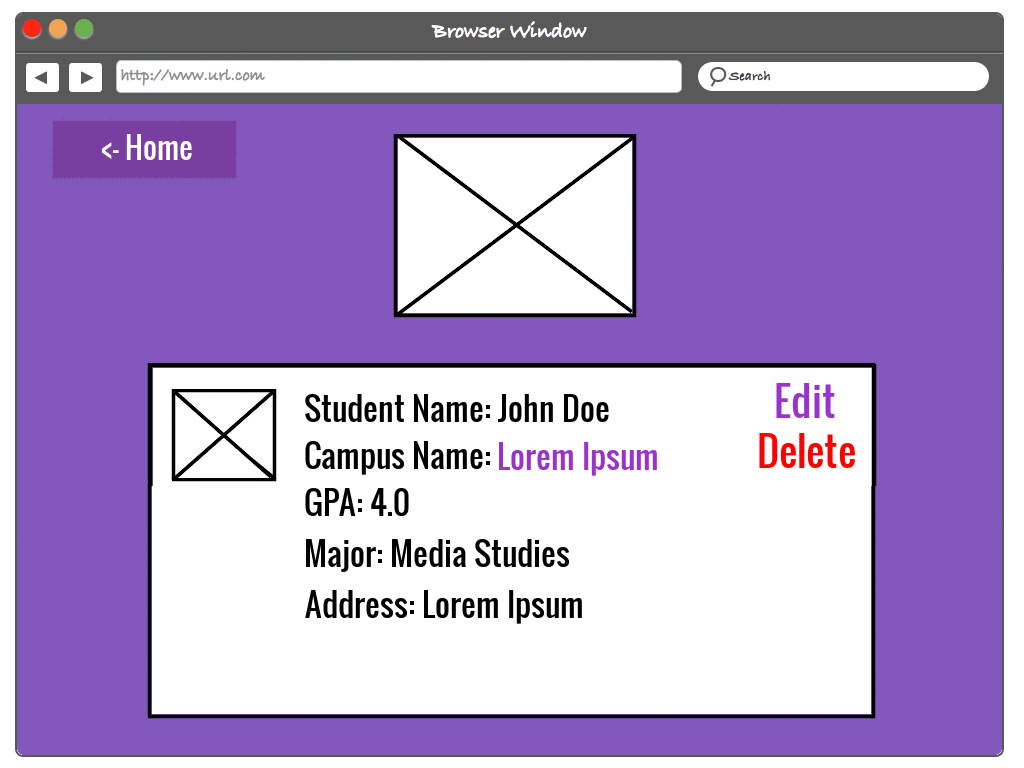 Browser Window
http://www.url.com
Search
<- Home
Student Name: John Doe
Edit
Campus Name: Lorem Ipsum
Delete
GPA: 4.0
Major: Media Studies
Address: Lorem Ipsum